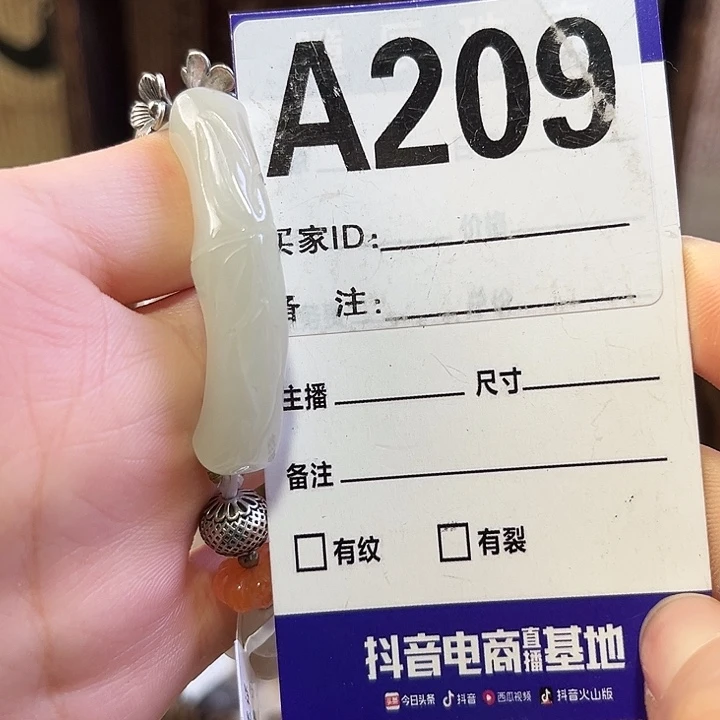 A209
买家ID:
备 注:
主播 尺寸
备注
有纹 有裂
抖音电商直播基地
今日头条 抖音 西瓜视频 抖音火山版